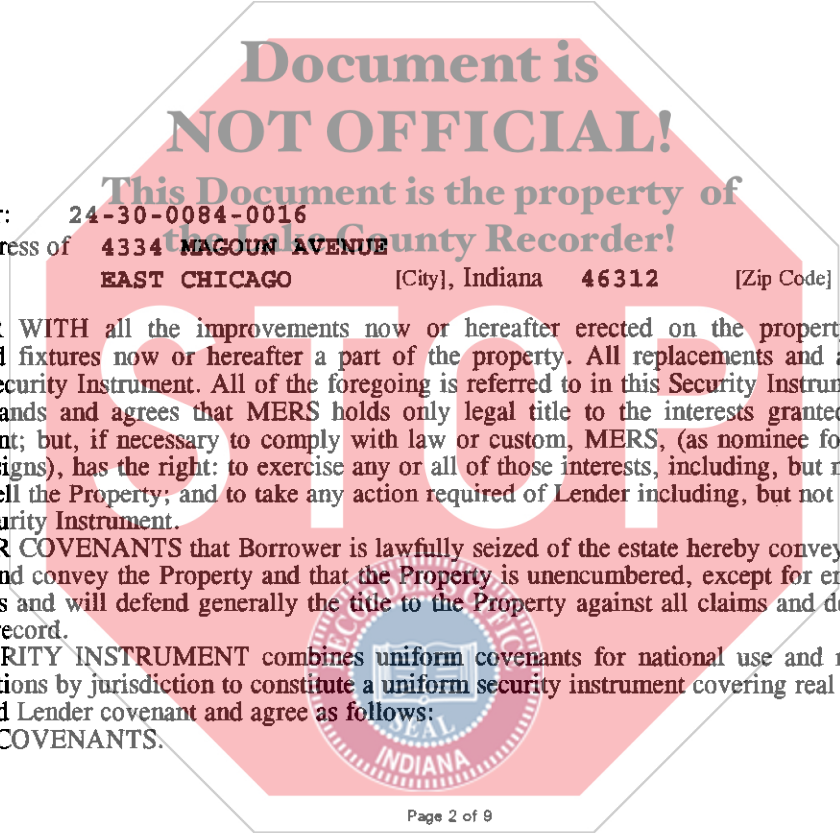 Document is
NOT OFFICIAL!
This Document is the property of
the Lake County Recorder!
24-30-0084-0016
ress of 4334 MAGOUN AVENUE
EAST CHICAGO [City], Indiana 46312 [Zip Code]
R WITH all the improvements now or hereafter erected on the property
d fixtures now or hereafter a part of the property. All replacements and a
ecurity Instrument. All of the foregoing is referred to in this Security Instrum
ands and agrees that MERS holds only legal title to the interests granted
nt; but, if necessary to comply with law or custom, MERS, (as nominee fo
signs), has the right: to exercise any or all of those interests, including, but n
ell the Property; and to take any action required of Lender including, but not
urity Instrument.
R COVENANTS that Borrower is lawfully seized of the estate hereby convey
nd convey the Property and that the Property is unencumbered, except for en
s and will defend generally the title to the Property against all claims and de
record.
RITY INSTRUMENT combines uniform covenants for national use and n
tions by jurisdiction to constitute a uniform security instrument covering real
d Lender covenant and agree as follows:
COVENANTS.
STOP
RECORDER'S OFFICE
SEAL
INDIANA
Page 2 of 9